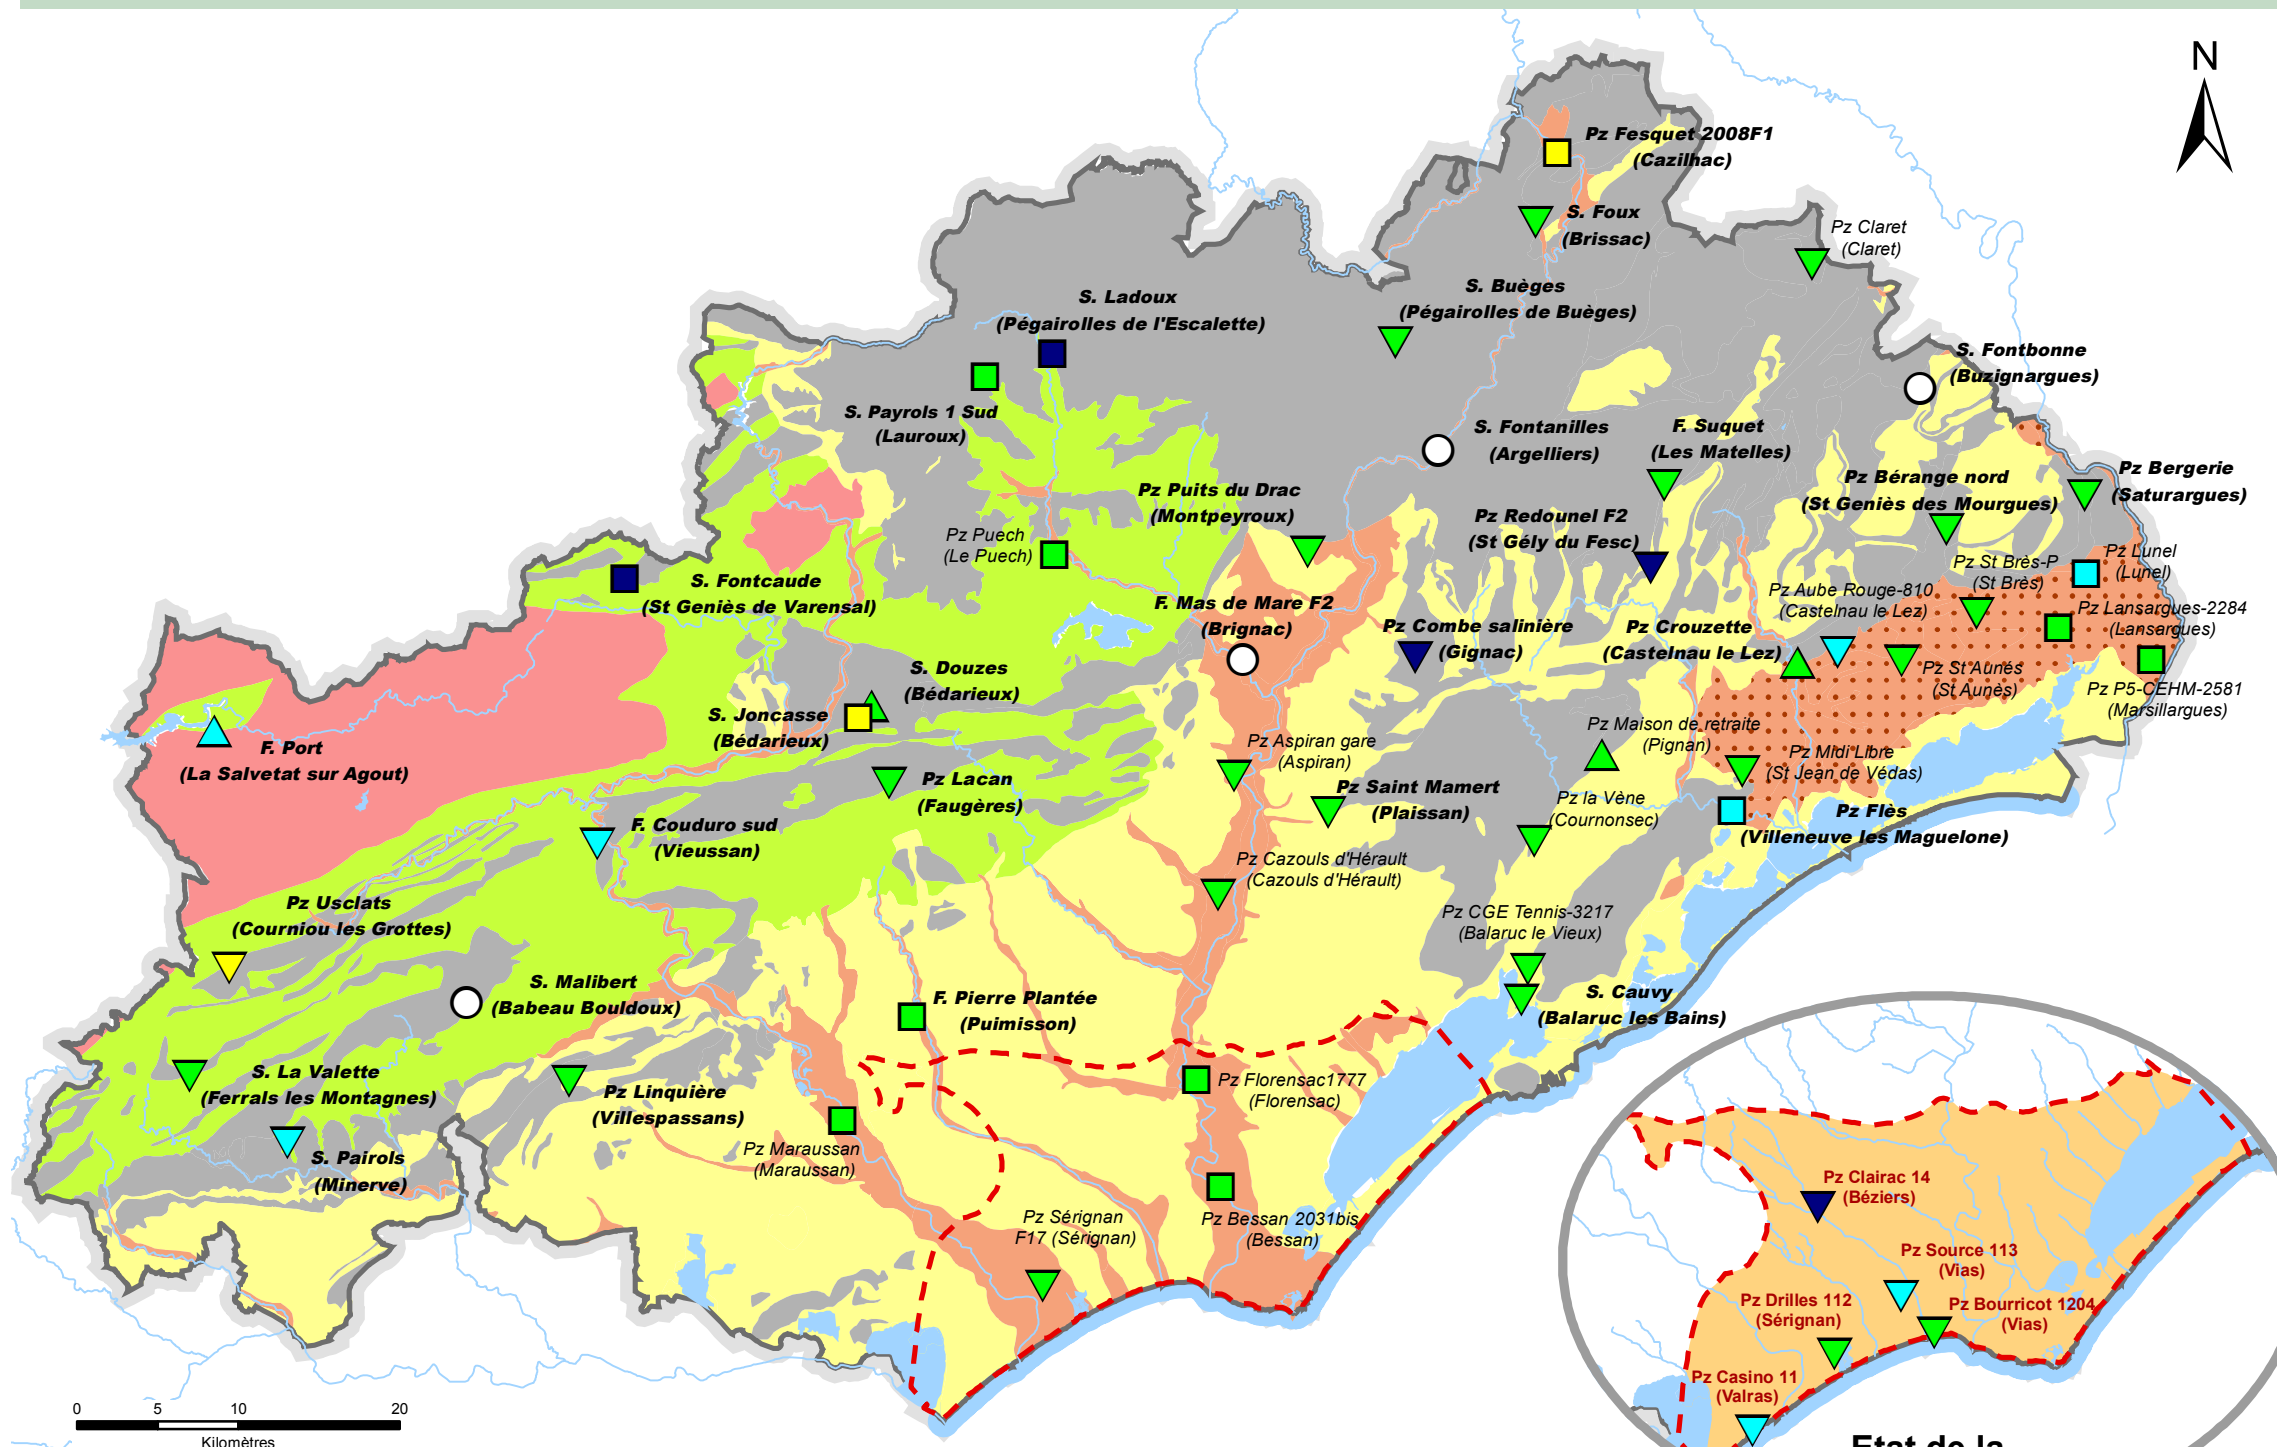 N
Pz Fesquet 2008F1
(Cazilhac)
S. Foux
(Brissac)
Pz Claret
(Claret)
S. Buèges
(Pégairolles de Buèges)
S. Ladoux
(Pégairolles de l'Escalette)
S. Fontbonne
(Buzignargues)
S. Payrols 1 Sud
(Lauroux)
S. Fontanilles
(Argelliers)
F. Suquet
(Les Matelles)
Pz Bergerie
(Saturargues)
Pz Bérange nord
(St Geniès des Mourgues)
Pz Puits du Drac
(Montpeyroux)
Pz Redounel F2
(St Gély du Fesc)
Pz Puech
(Le Puech)
Pz Lunel
(Lunel)
Pz St Brès-P
(St Brès)
S. Fontcaude
(St Geniès de Varensal)
Pz Aube Rouge-810
(Castelnau le Lez)
F. Mas de Mare F2
(Brignac)
Pz Lansargues-2284
(Lansargues)
Pz Combe salinière
(Gignac)
Pz Crouzette
(Castelnau le Lez)
S. Douzes
(Bédarieux)
Pz St Aunés
(St Aunès)
Pz P5-CEHM-2581
(Marsillargues)
S. Joncasse
(Bédarieux)
Pz Maison de retraite
(Pignan)
F. Port
(La Salvetat sur Agout)
Pz Aspiran gare
(Aspiran)
Pz Midi Libre
(St Jean de Védas)
Pz Lacan
(Faugères)
Pz Saint Mamert
(Plaissan)
Pz la Vène
(Cournonsec)
Pz Flès
(Villeneuve les Maguelone)
F. Couduro sud
(Vieussan)
Pz Cazouls d'Hérault
(Cazouls d'Hérault)
Pz Usclats
(Courniou les Grottes)
Pz CGE Tennis-3217
(Balaruc le Vieux)
S. Malibert
(Babeau Bouldoux)
F. Pierre Plantée
(Puimisson)
S. Cauvy
(Balaruc les Bains)
S. La Valette
(Ferrals les Montagnes)
Pz Linquière
(Villespassans)
Pz Florensac1777
(Florensac)
Pz Maraussan
(Maraussan)
S. Pairols
(Minerve)
Pz Sérignan
F17 (Sérignan)
Pz Bessan 2031bis
(Bessan)
Pz Clairac 14
(Béziers)
Pz Source 113
(Vias)
Pz Drilles 112
(Sérignan)
Pz Bourricot 1204
(Vias)
Pz Casino 11
(Valras)
0 5 10 20
Kilomètres
Etat de la